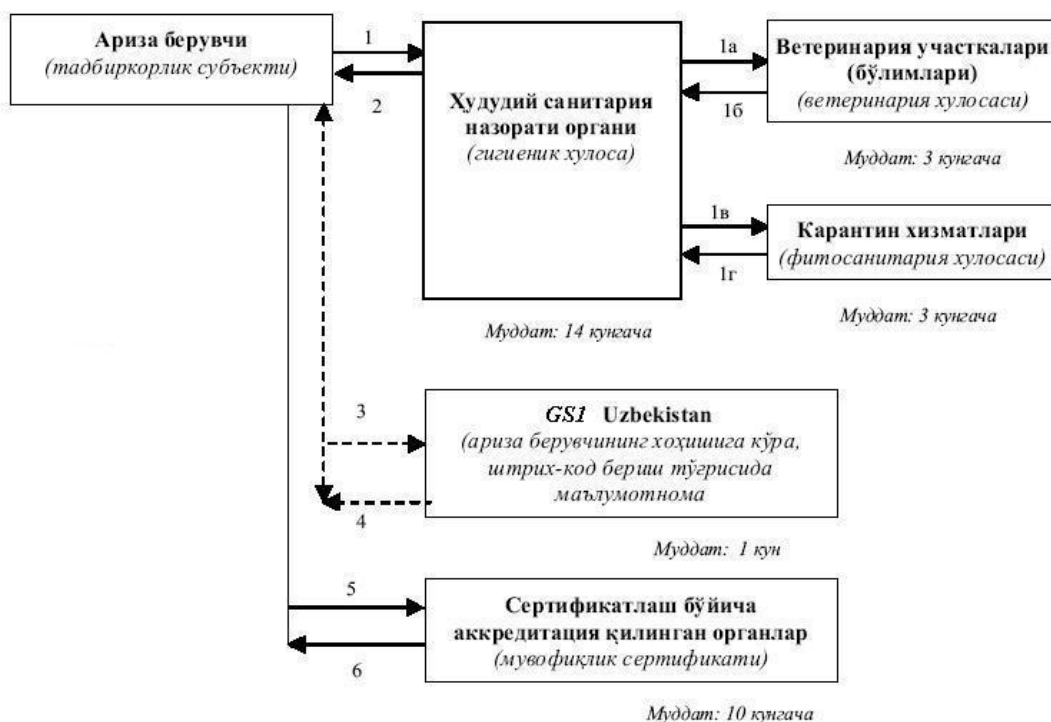 Ариза берувчи
(тадбиркорлик субъекти)
1
2
Ҳудудий санитария
назорати органи
(гигиеник хулоса)
Муддат: 14 кунгача
1а
1б
Ветеринария участкалари
(бўлимлари)
(ветеринария хулосаси)
Муддат: 3 кунгача
1в
1г
Карантин хизматлари
(фитосанитария хулосаси)
Муддат: 3 кунгача
3
4
GS1 Uzbekistan
(ариза берувчининг хоҳишига кўра,
штрих-код бериш тўғрисида
маълумотнома
Муддат: 1 кун
5
6
Сертификатлаш бўйича
аккредитация қилинган органлар
(мувофиқлик сертификати)
Муддат: 10 кунгача